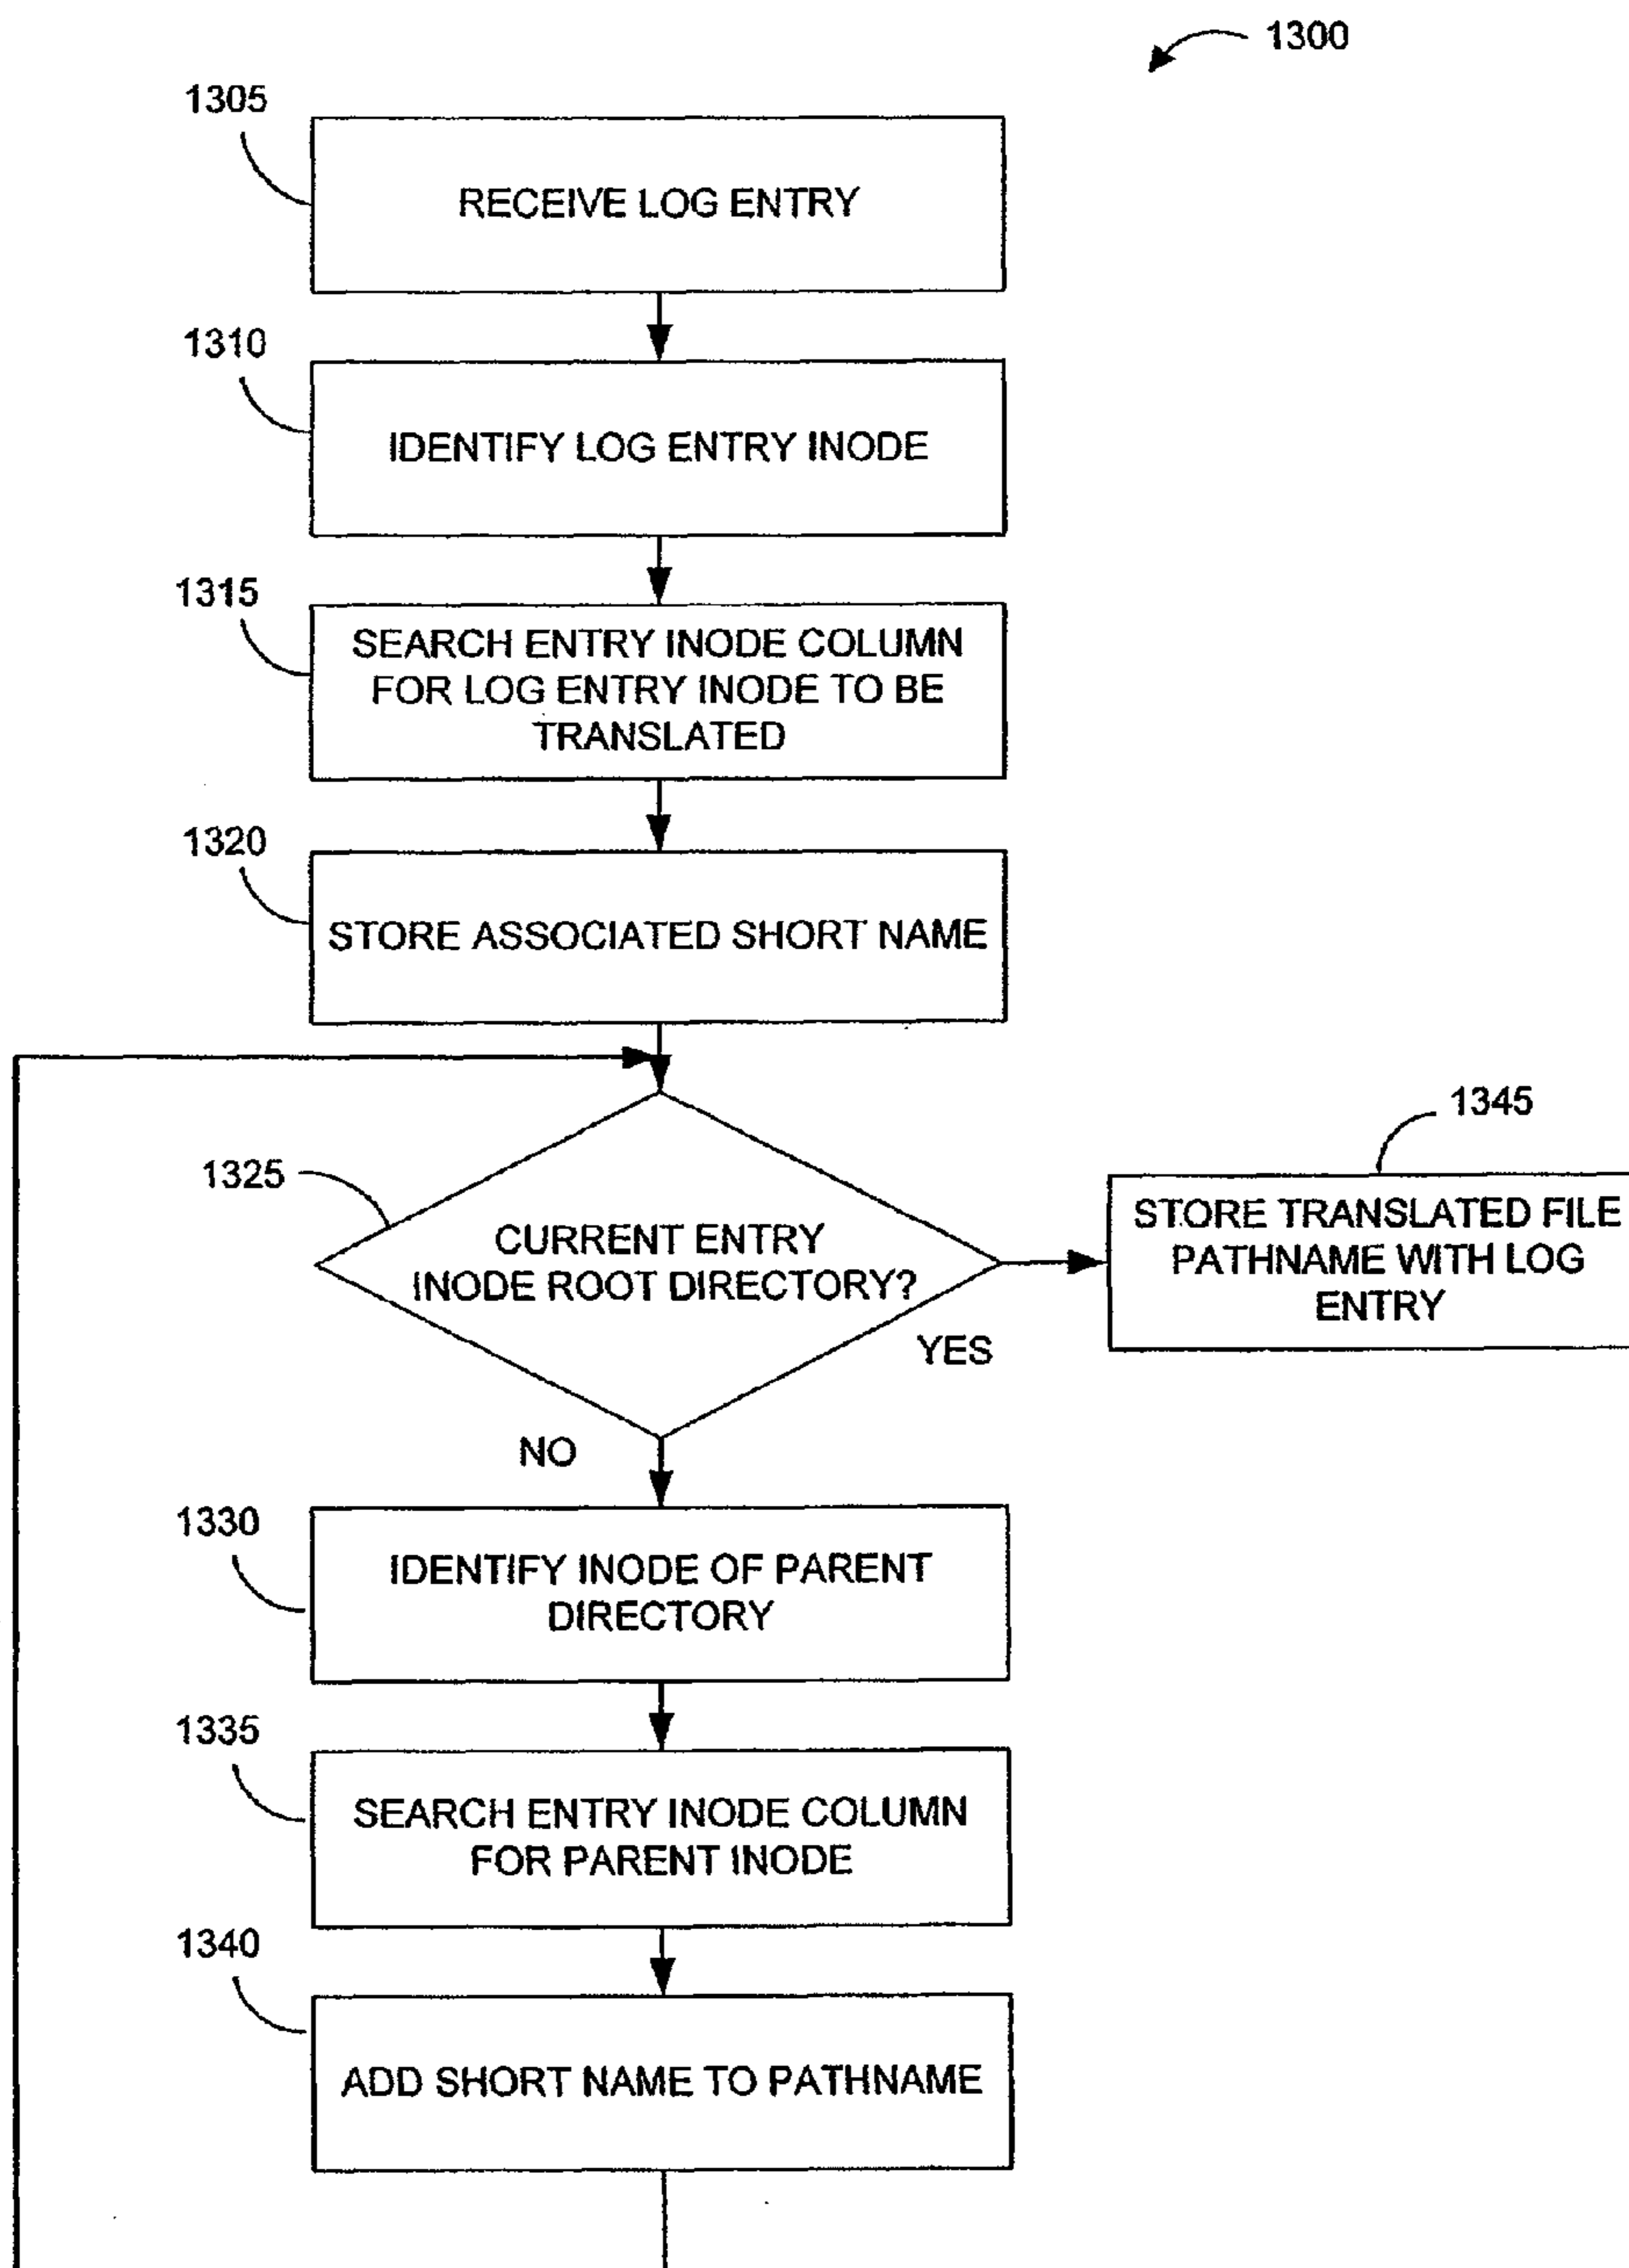 1300
1305
RECEIVE LOG ENTRY
1310
IDENTIFY LOG ENTRY INODE
1315
SEARCH ENTRY INODE COLUMN
FOR LOG ENTRY INODE TO BE
TRANSLATED
1320
STORE ASSOCIATED SHORT NAME
1325
CURRENT ENTRY
INODE ROOT DIRECTORY?
YES
NO
1345
STORE TRANSLATED FILE
PATHNAME WITH LOG
ENTRY
1330
IDENTIFY INODE OF PARENT
DIRECTORY
1335
SEARCH ENTRY INODE COLUMN
FOR PARENT INODE
1340
ADD SHORT NAME TO PATHNAME